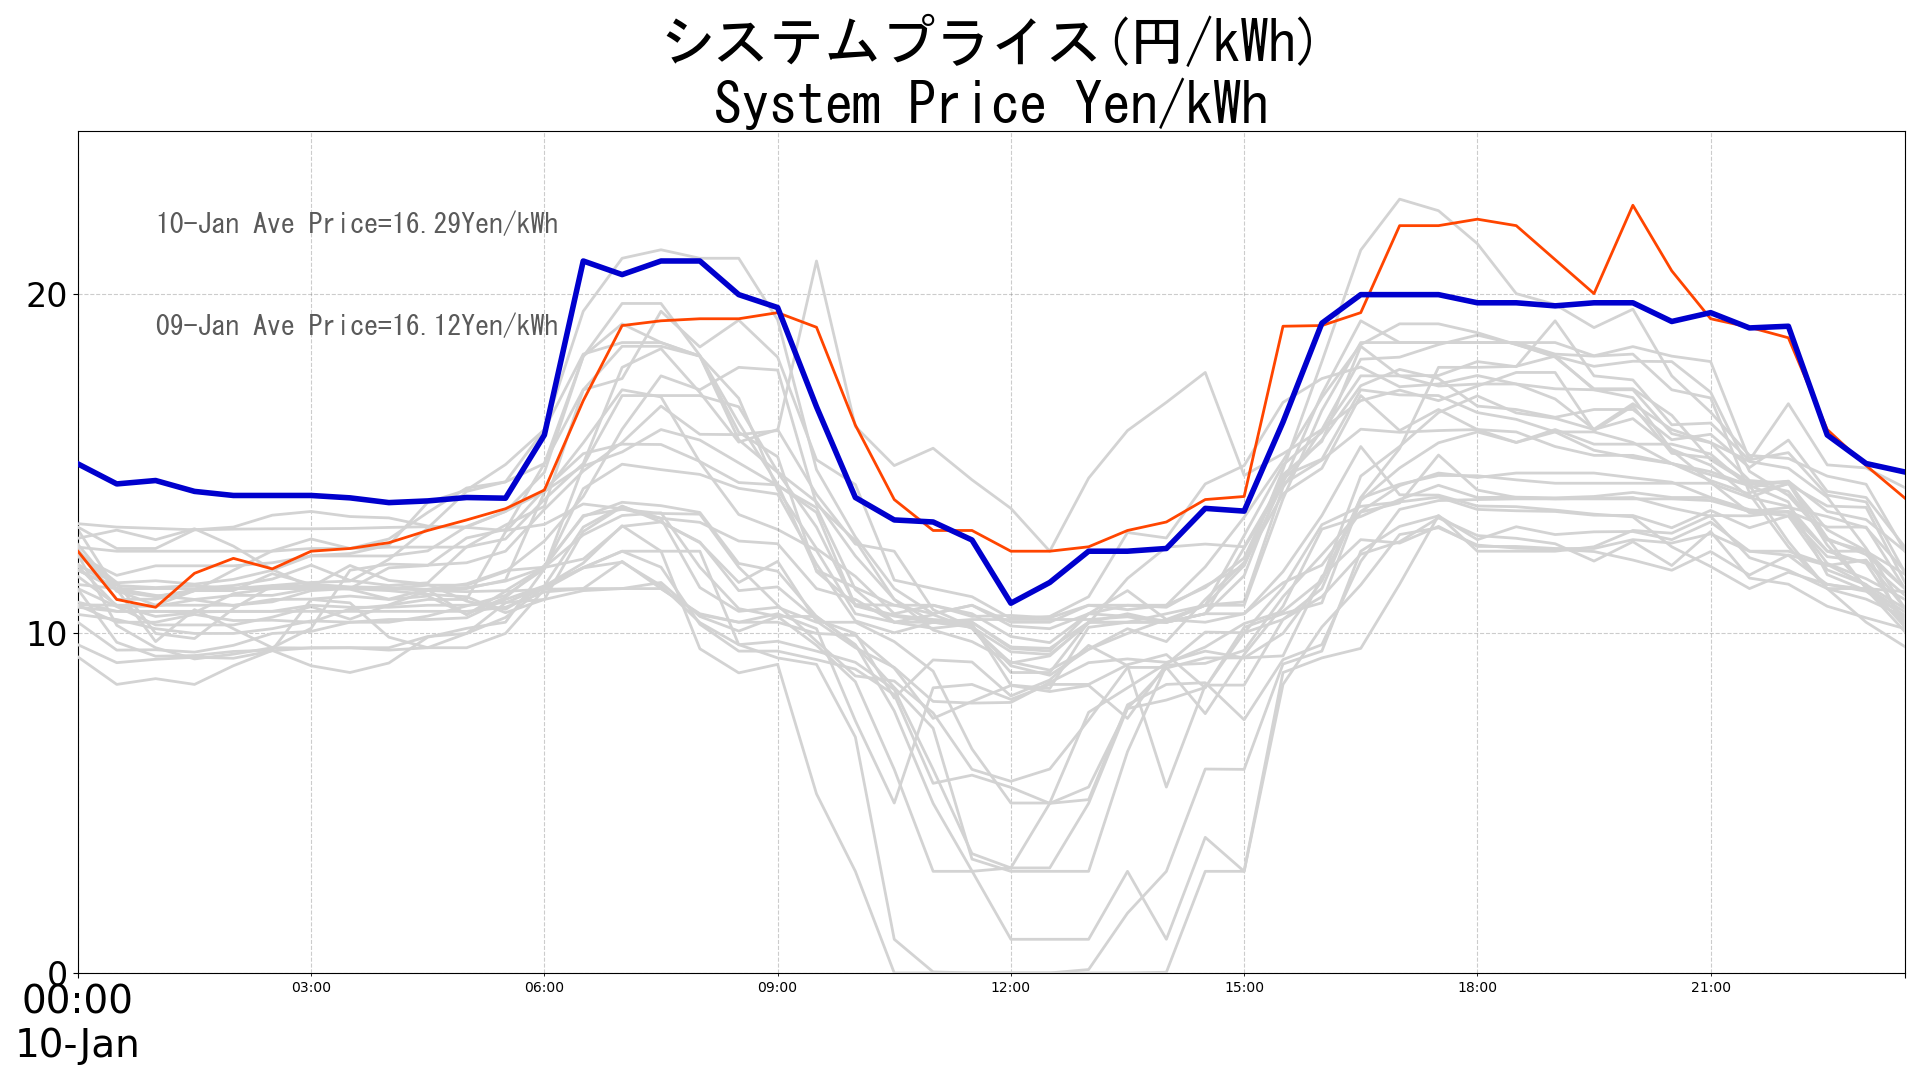 システムプライス(円/kWh)
System Price Yen/kWh
10-Jan Ave Price=16.29Yen/kWh
09-Jan Ave Price=16.12Yen/kWh
20
10
0
00:00 03:00 06:00 09:00 12:00 15:00 18:00 21:00
10-Jan